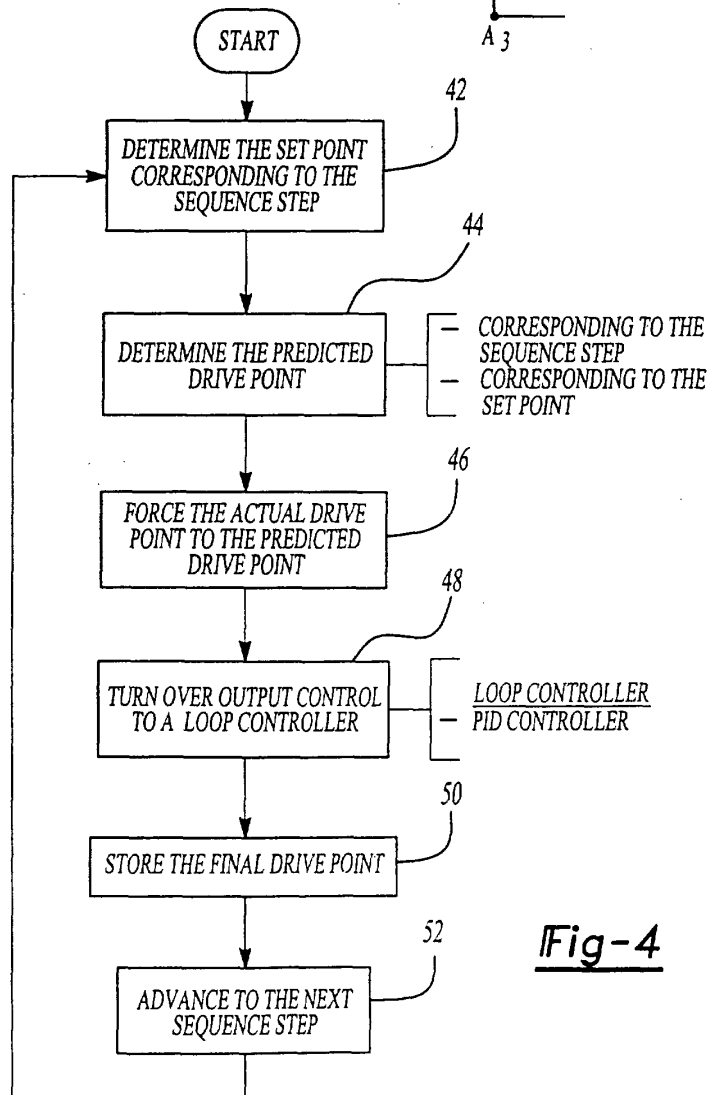 A 3
START
42
DETERMINE THE SET POINT
CORRESPONDING TO THE
SEQUENCE STEP
44
DETERMINE THE PREDICTED
DRIVE POINT
– CORRESPONDING TO THE
SEQUENCE STEP
– CORRESPONDING TO THE
SET POINT
46
FORCE THE ACTUAL DRIVE
POINT TO THE PREDICTED
DRIVE POINT
48
TURN OVER OUTPUT CONTROL
TO A LOOP CONTROLLER
LOOP CONTROLLER
– PID CONTROLLER
50
STORE THE FINAL DRIVE POINT
52
ADVANCE TO THE NEXT
SEQUENCE STEP
Fig-4